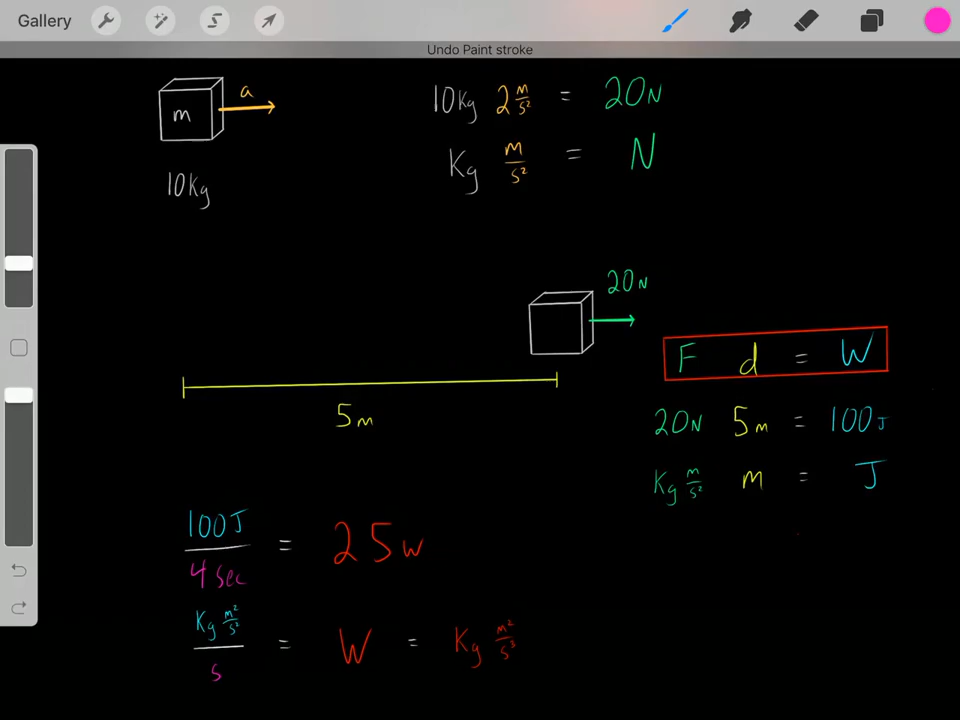 Gallery
Undo Paint stroke
a
m
10Kg
10Kg 2 m/s² = 20N
Kg m/s² = N
20N
5m
F d = W
20N 5m = 100J
Kg m/s² m = J
100J/4 sec = 25w
Kg m²/s²/s = W = Kg m²/s³